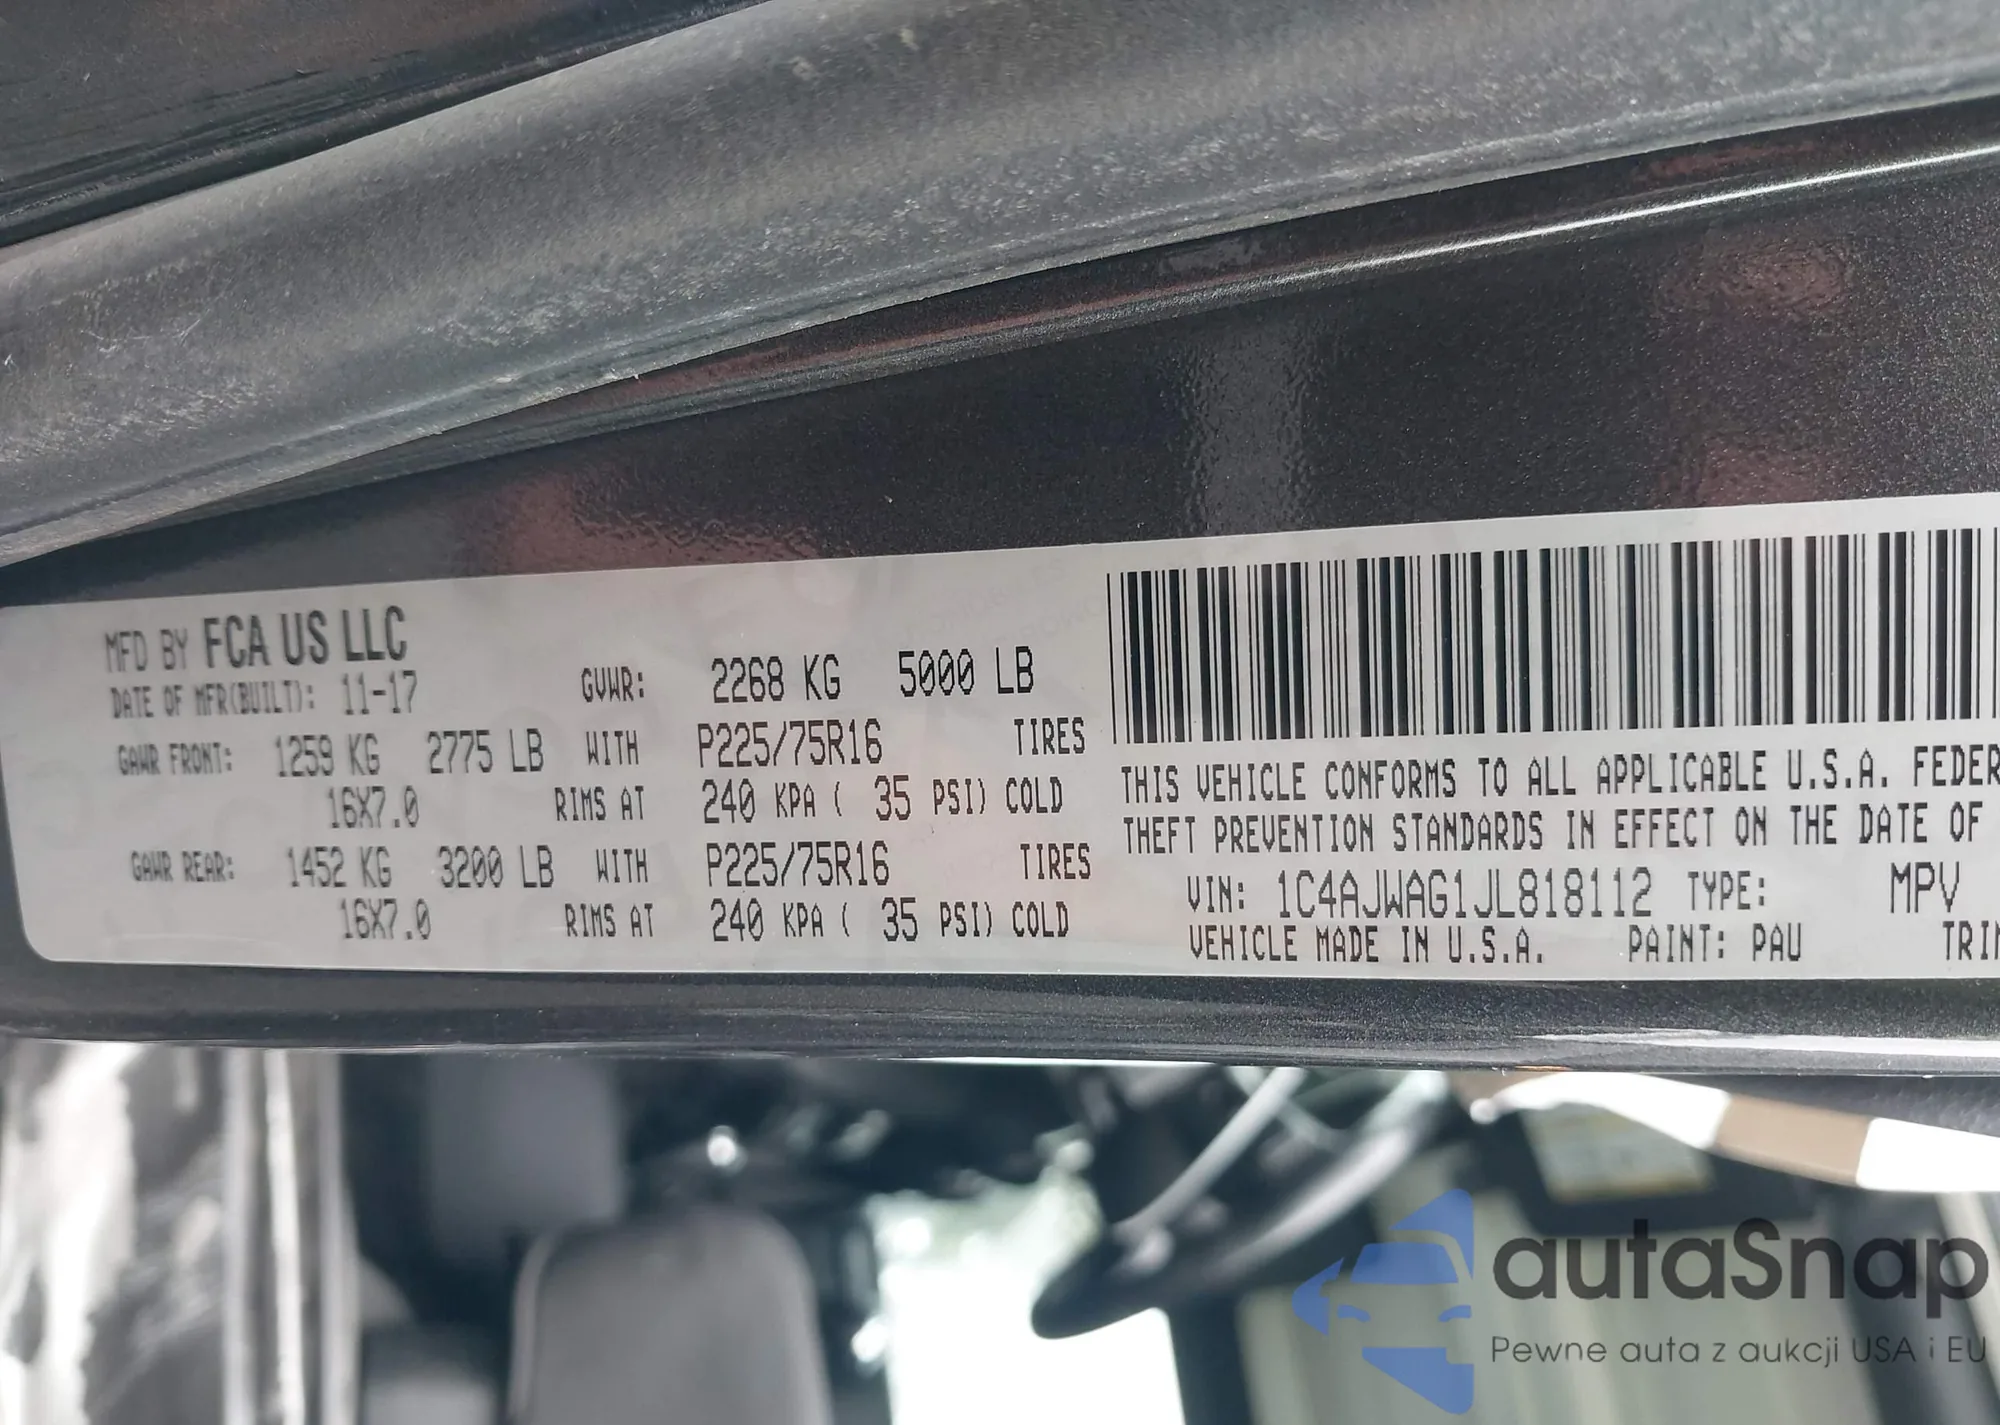 MFD BY FCA US LLC
DATE OF MFR(BUILT): 11-17 GVWR: 2268 KG 5000 LB
GAWR FRONT: 1259 KG 2775 LB WITH P225/75R16 TIRES
16X7.0 RIMS AT 240 KPA ( 35 PSI) COLD
GAWR REAR: 1452 KG 3200 LB WITH P225/75R16 TIRES
16X7.0 RIMS AT 240 KPA ( 35 PSI) COLD
THIS VEHICLE CONFORMS TO ALL APPLICABLE U.S.A. FEDER
THEFT PREVENTION STANDARDS IN EFFECT ON THE DATE OF
VIN: 1C4AJWAG1JL818112 TYPE: MPV
VEHICLE MADE IN U.S.A. PAINT: PAU TRI
autaSnap
Pewne auta z aukcji USA i EU